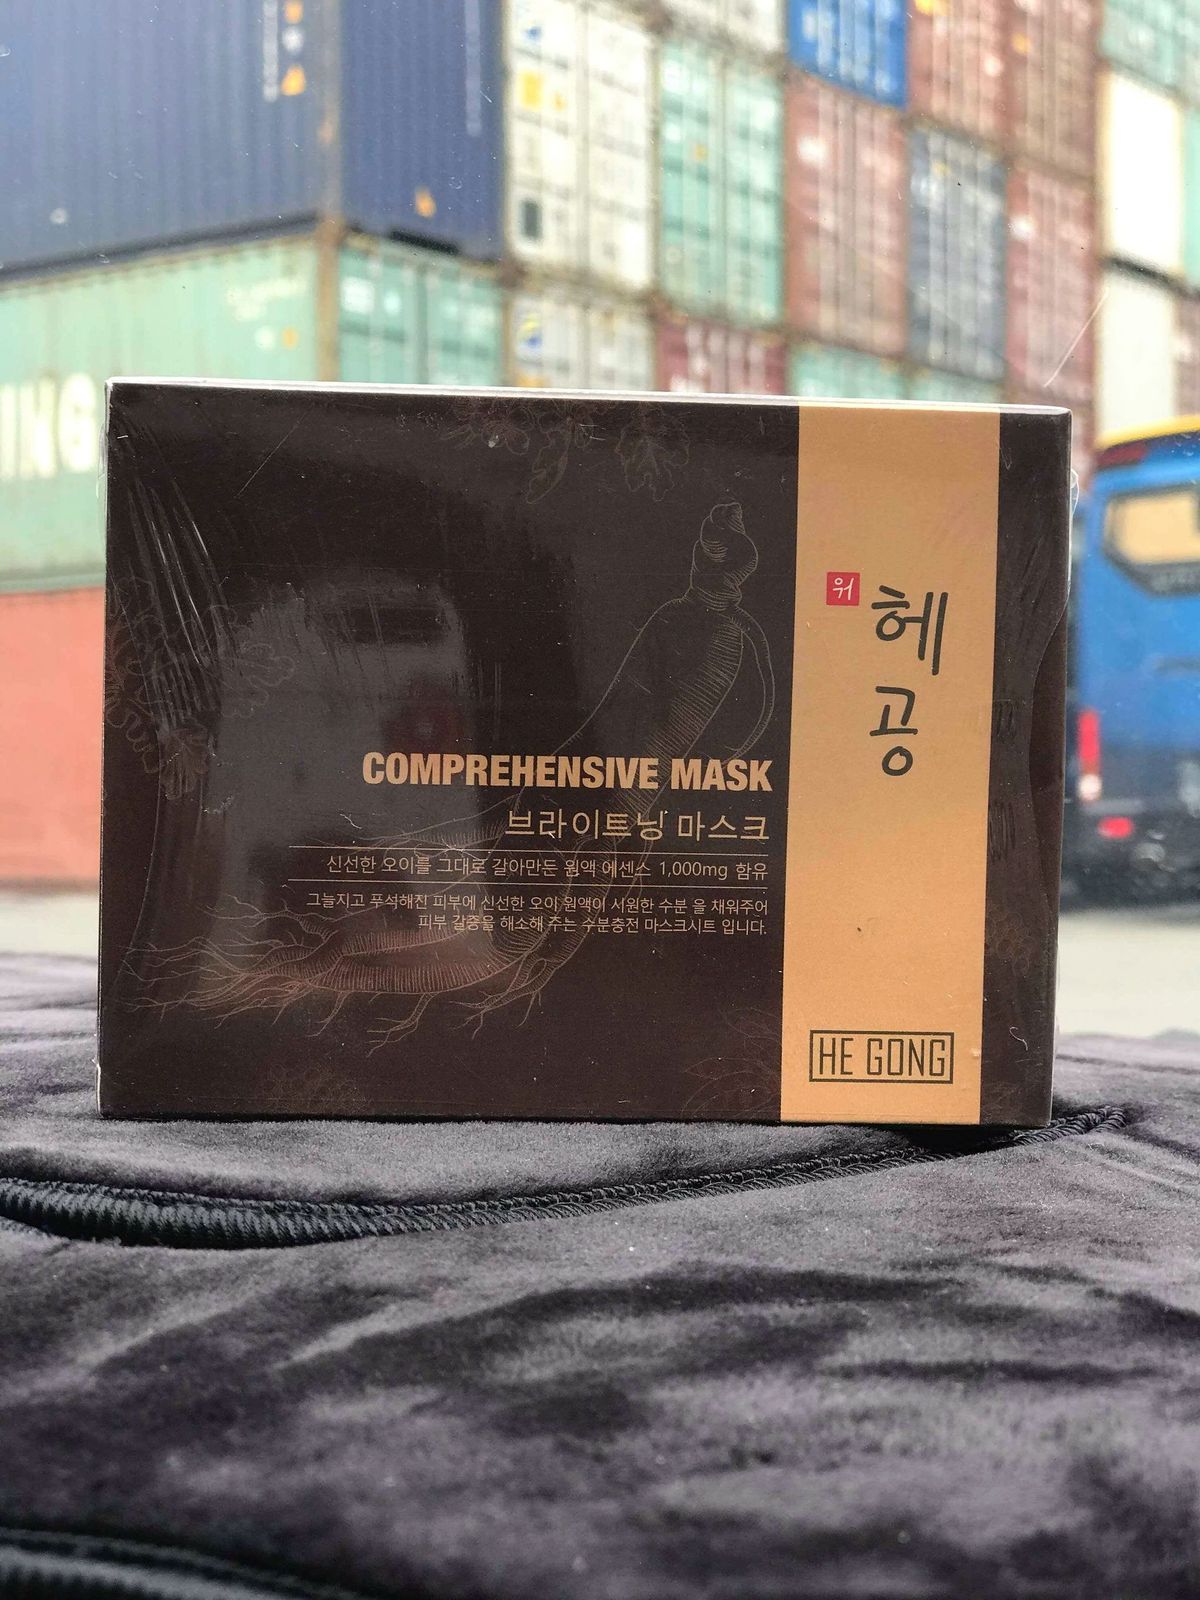 ING
위
헤
공
COMPREHENSIVE MASK
브라이트닝 마스크
신선한 오이를 그대로 갈아만든 원액 에센스 1,000mg 함유
그늘지고 푸석해진 피부에 신선한 오이 원액이 시원한 수분 을 채워주어
피부 갈증을 해소해 주는 수분충전 마스크시트 입니다.
HE GONG